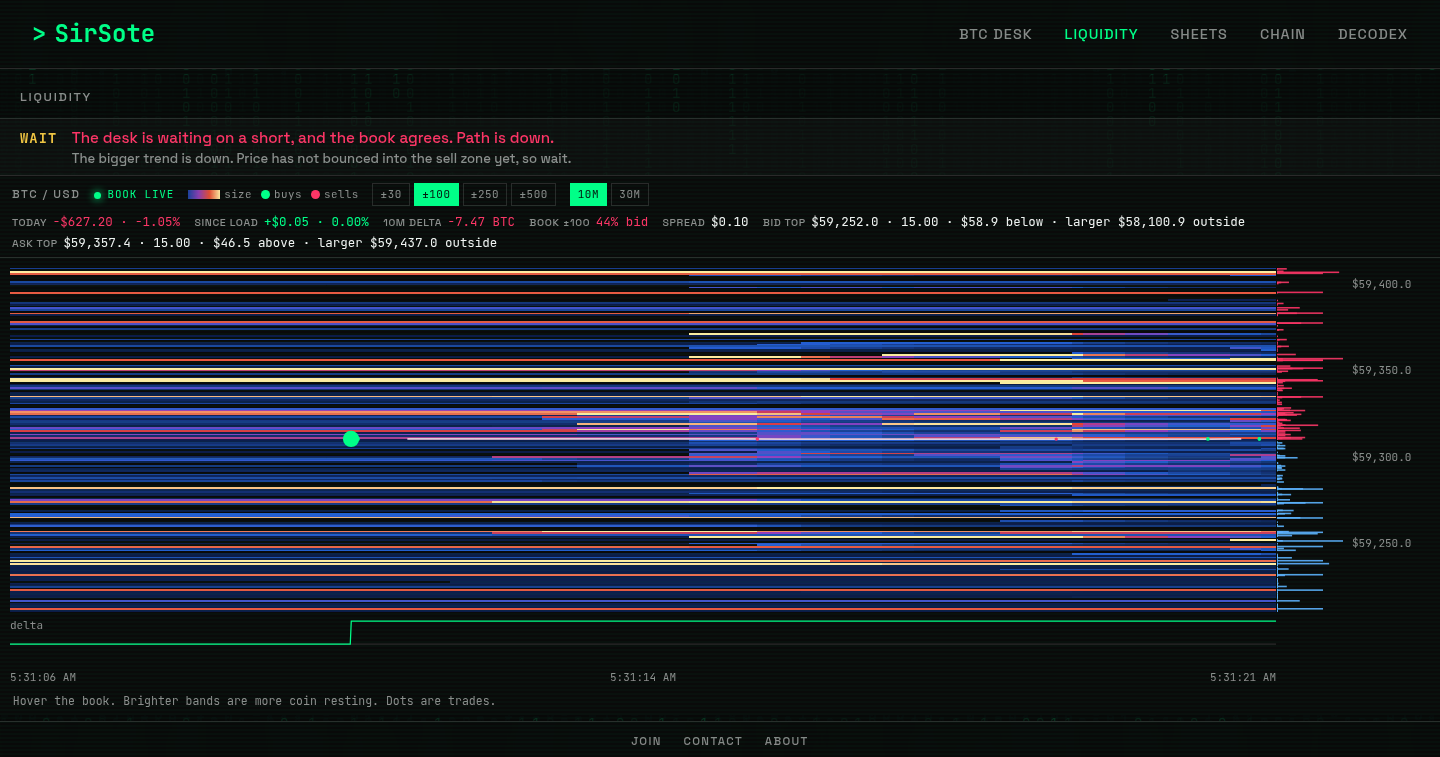 > SirSote
BTC DESK LIQUIDITY SHEETS CHAIN DECODEX
LIQUIDITY
WAIT The desk is waiting on a short, and the book agrees. Path is down.
The bigger trend is down. Price has not bounced into the sell zone yet, so wait.
BTC / USD BOOK LIVE size buys sells ±30 ±100 ±250 ±500 10M 30M
TODAY -$627.20 · -1.05% SINCE LOAD +$0.05 · 0.00% 10M DELTA -7.47 BTC BOOK ±100 44% bid SPREAD $0.10 BID TOP $59,252.0 · 15.00 · $58.9 below · larger $58,100.9 outside
ASK TOP $59,357.4 · 15.00 · $46.5 above · larger $59,437.0 outside
$59,400.0
$59,350.0
$59,300.0
$59,250.0
delta
5:31:06 AM 5:31:14 AM 5:31:21 AM
Hover the book. Brighter bands are more coin resting. Dots are trades.
JOIN CONTACT ABOUT